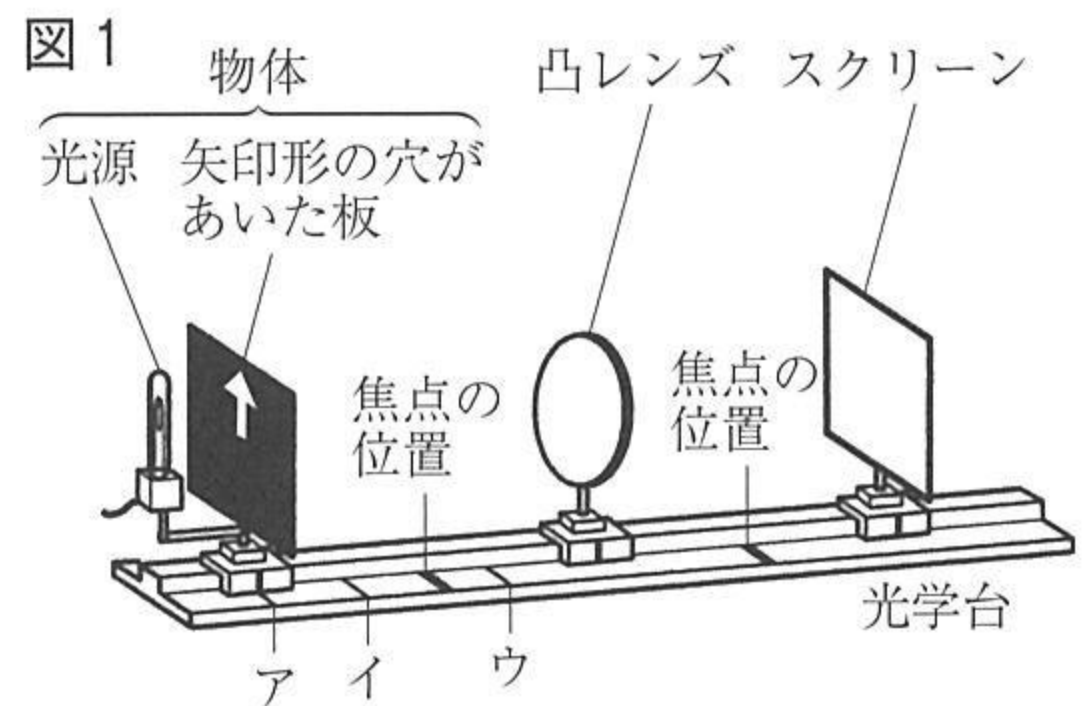 図1
物体
光源
矢印形の穴が
あいた板
凸レンズ
スクリーン
焦点の
位置
焦点の
位置
光学台
ア
イ
ウ